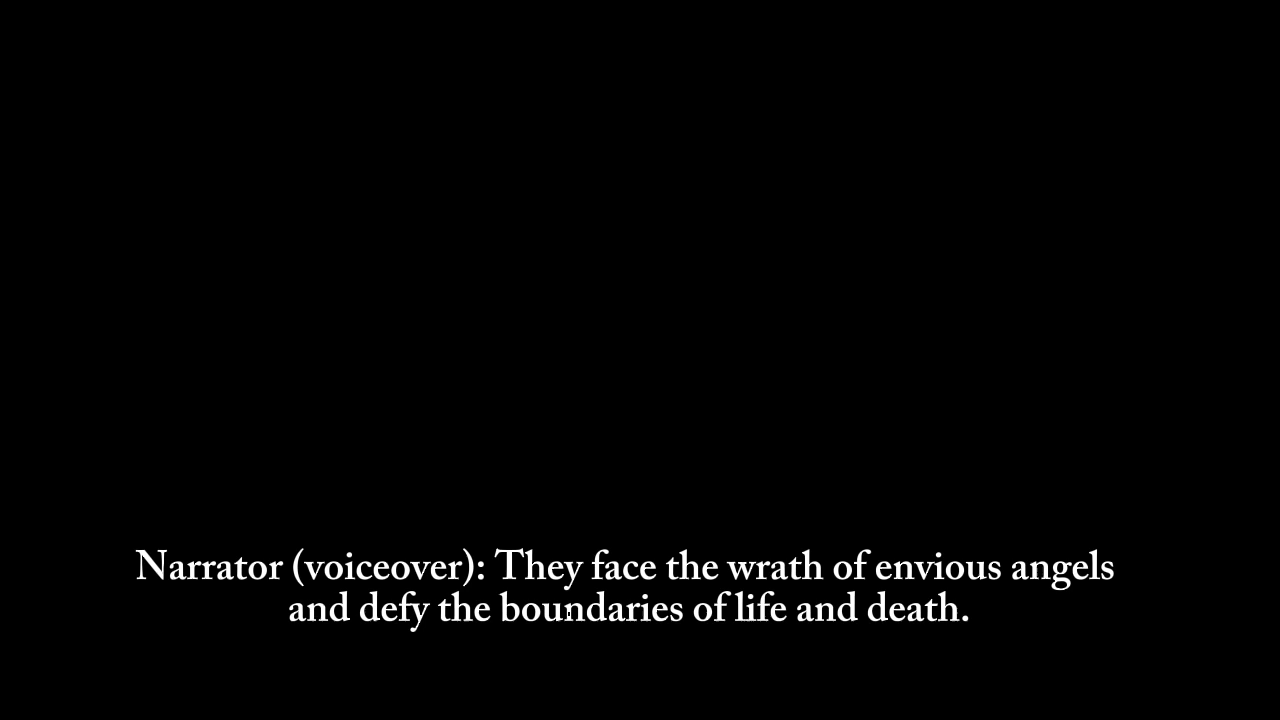 Narrator (voiceover): They face the wrath of envious angels
and defy the boundaries of life and death.